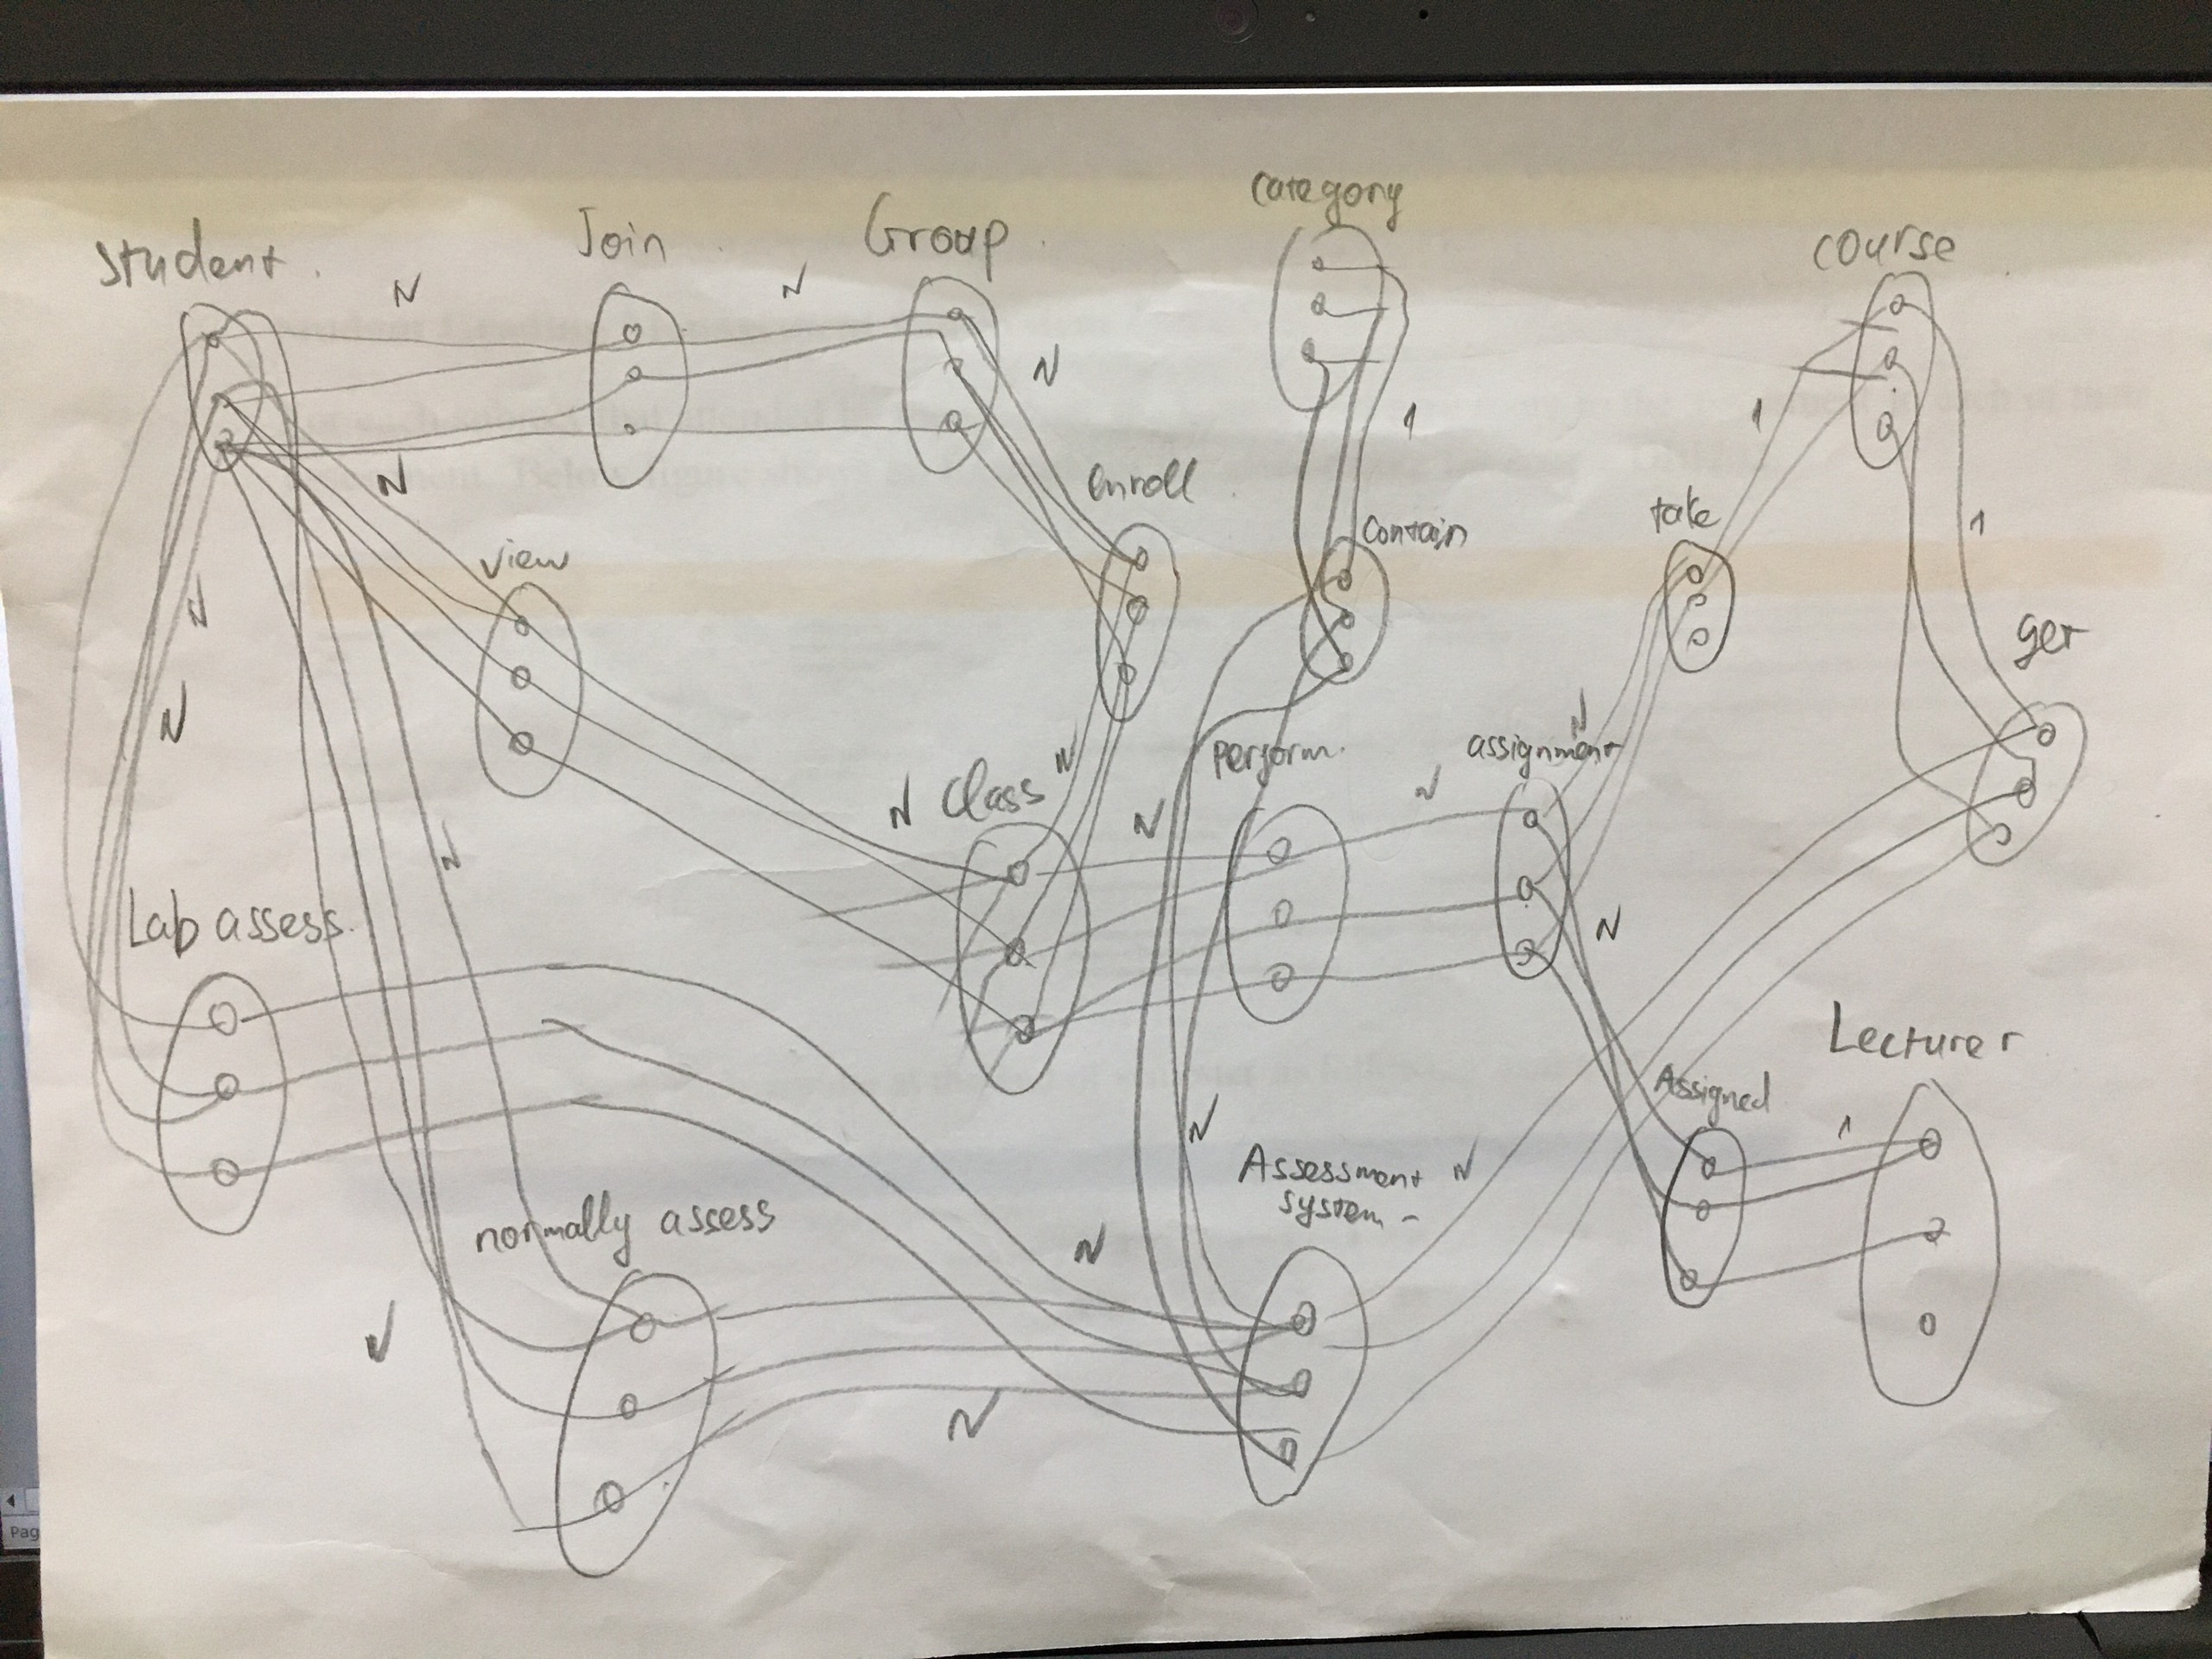 Category
Student.
Join
Group
Course
N
N
N
1
1
N
enroll
Contain
take
1
view
N
ger
N
N
assignment
Perform.
N
Class
N
N
N
N
Lab assess.
N
Lecturer
Assigned
N
1
Assessment
N
system -
normally assess
N
N
N
Pag